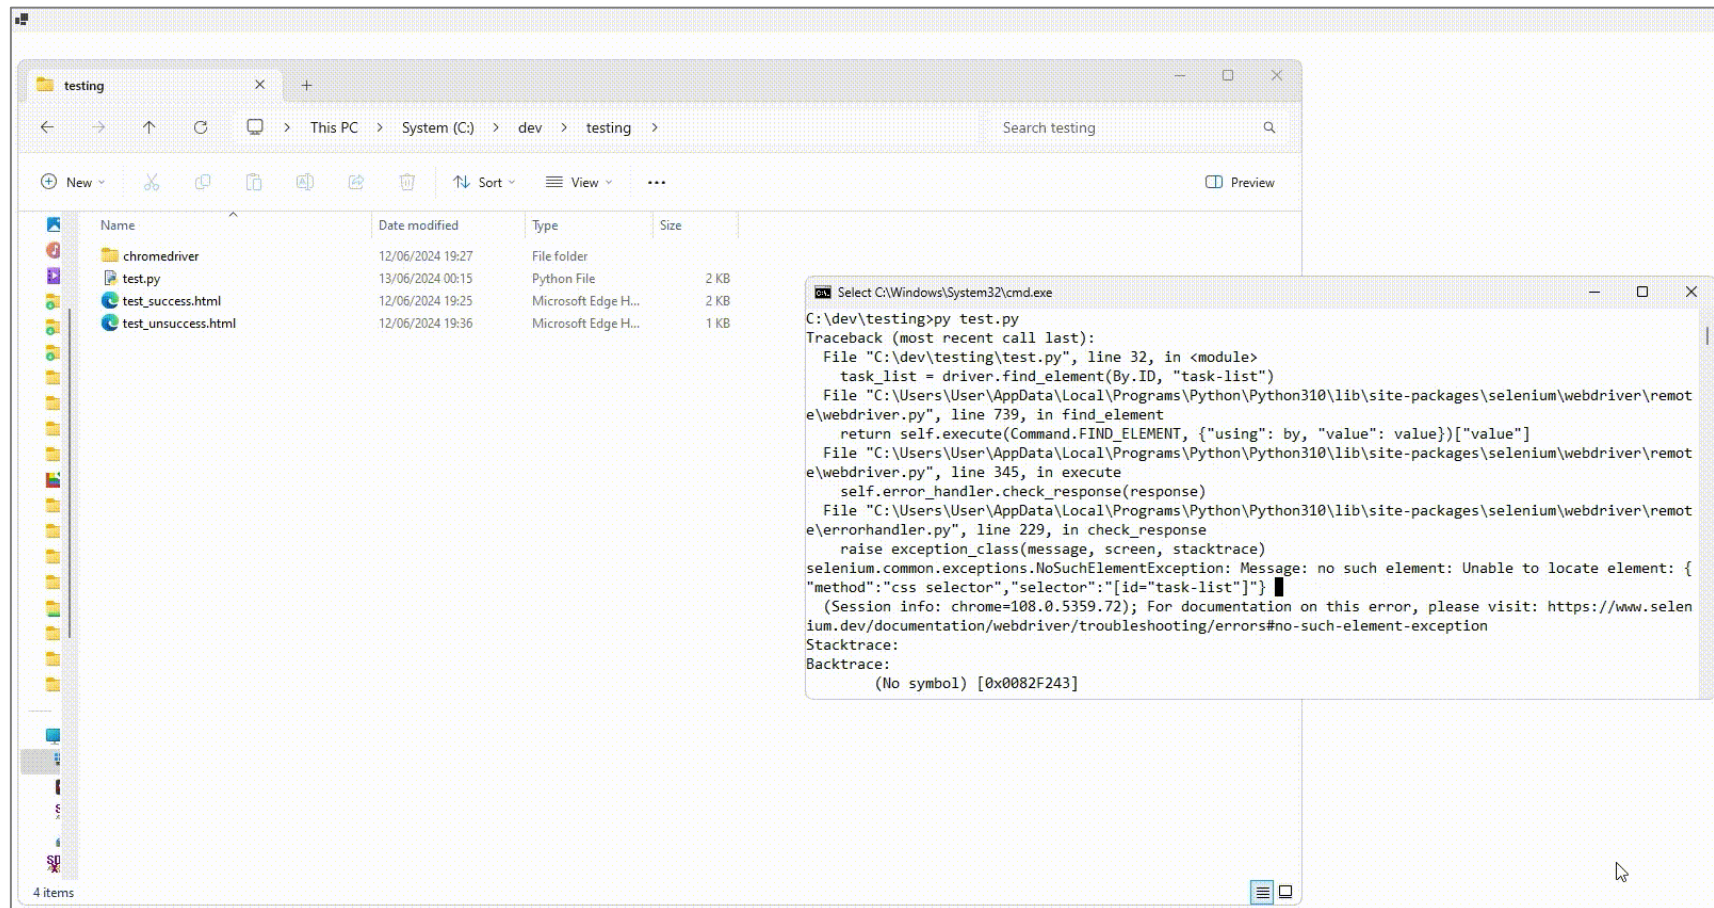 testing
This PC > System (C:) > dev > testing >
Search testing
New
Sort
View
Preview
Name Date modified Type Size
chromedriver 12/06/2024 19:27 File folder
test.py 13/06/2024 00:15 Python File 2 KB
test_success.html 12/06/2024 19:25 Microsoft Edge H... 2 KB
test_unsuccess.html 12/06/2024 19:36 Microsoft Edge H... 1 KB
4 items
Select C:\Windows\System32\cmd.exe
C:\dev\testing>py test.py
Traceback (most recent call last):
File "C:\dev\testing\test.py", line 32, in <module>
task_list = driver.find_element(By.ID, "task-list")
File "C:\Users\User\AppData\Local\Programs\Python\Python310\lib\site-packages\selenium\webdriver\remot
e\webdriver.py", line 739, in find_element
return self.execute(Command.FIND_ELEMENT, {"using": by, "value": value})["value"]
File "C:\Users\User\AppData\Local\Programs\Python\Python310\lib\site-packages\selenium\webdriver\remot
e\webdriver.py", line 345, in execute
self.error_handler.check_response(response)
File "C:\Users\User\AppData\Local\Programs\Python\Python310\lib\site-packages\selenium\webdriver\remot
e\errorhandler.py", line 229, in check_response
raise exception_class(message, screen, stacktrace)
selenium.common.exceptions.NoSuchElementException: Message: no such element: Unable to locate element: {
"method":"css selector","selector":"[id="task-list"]"}
(Session info: chrome=108.0.5359.72); For documentation on this error, please visit: https://www.selen
ium.dev/documentation/webdriver/troubleshooting/errors#no-such-element-exception
Stacktrace:
Backtrace:
(No symbol) [0x0082F243]